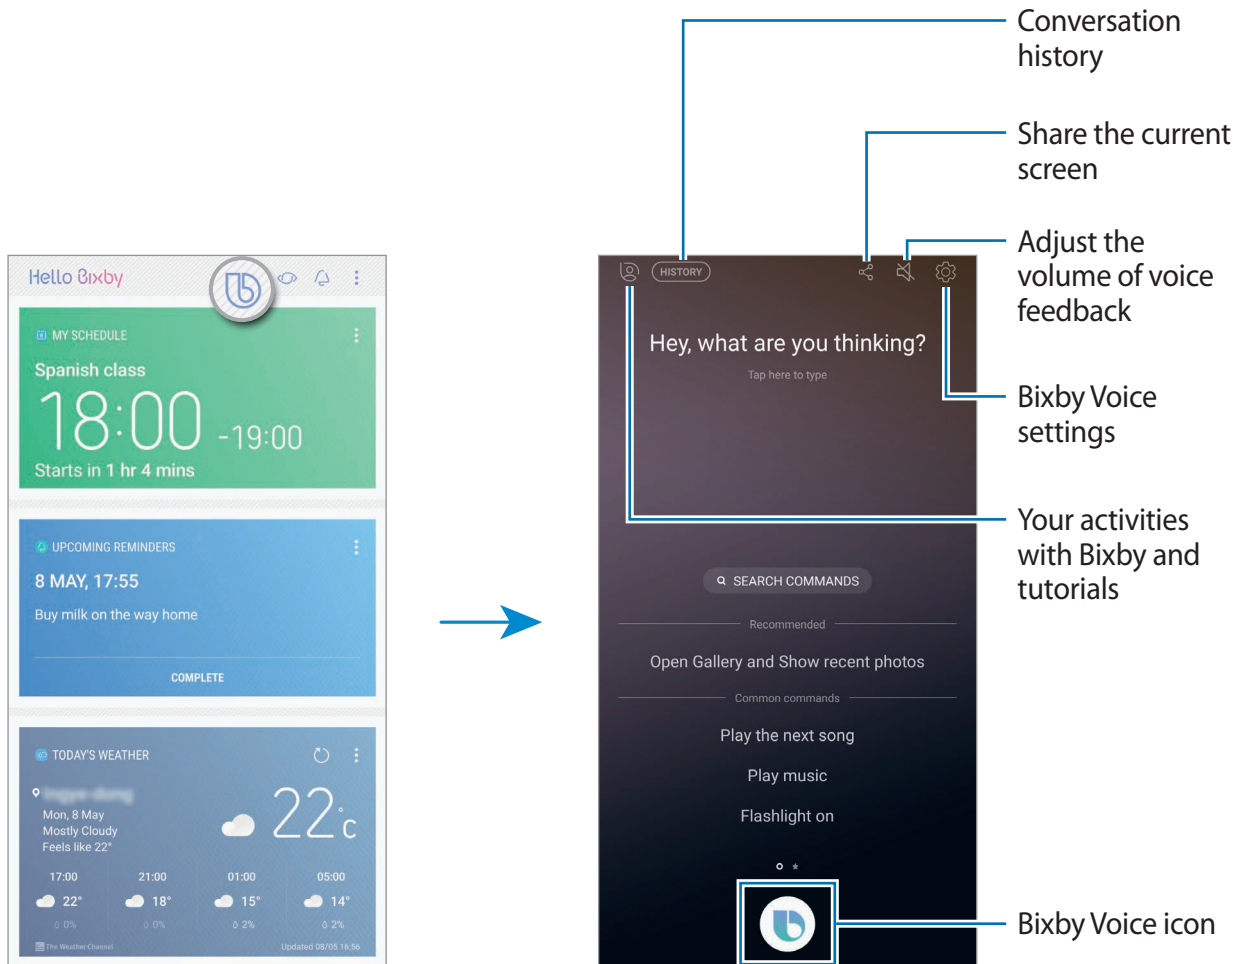 Conversation
history
Share the current
screen
Adjust the
volume of voice
feedback
Bixby Voice
settings
Your activities
with Bixby and
tutorials
Bixby Voice icon
Hello Bixby
MY SCHEDULE
Spanish class
18:00 -19:00
Starts in 1 hr 4 mins
UPCOMING REMINDERS
8 MAY, 17:55
Buy milk on the way home
COMPLETE
TODAY'S WEATHER
Mon, 8 May
Mostly Cloudy
Feels like 22°
22°c
17:00 21:00 01:00 05:00
22° 18° 15° 14°
0% 0% 2% 2%
The Weather Channel Updated 08/05 16:56
HISTORY
Hey, what are you thinking?
Tap here to type
SEARCH COMMANDS
Recommended
Open Gallery and Show recent photos
Common commands
Play the next song
Play music
Flashlight on